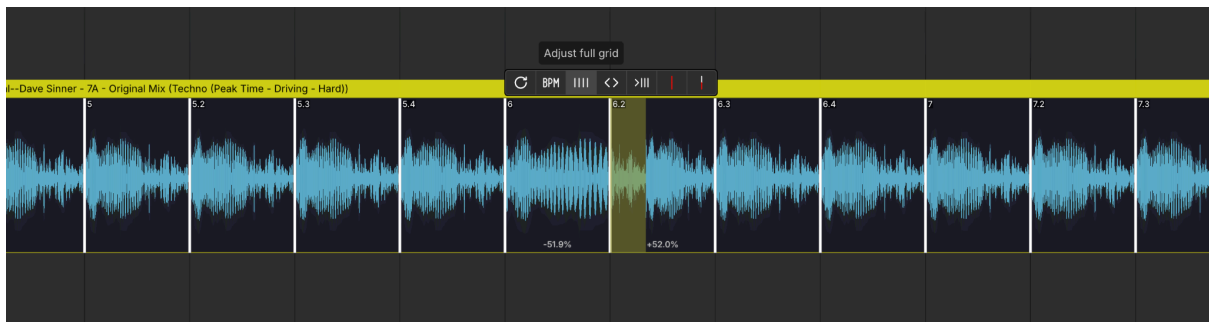 Adjust full grid
BPM
al--Dave Sinner - 7A - Original Mix (Techno (Peak Time - Driving - Hard))
5 5.2 5.3 5.4 6 6.2 6.3 6.4 7 7.2 7.3
-51.9% +52.0%